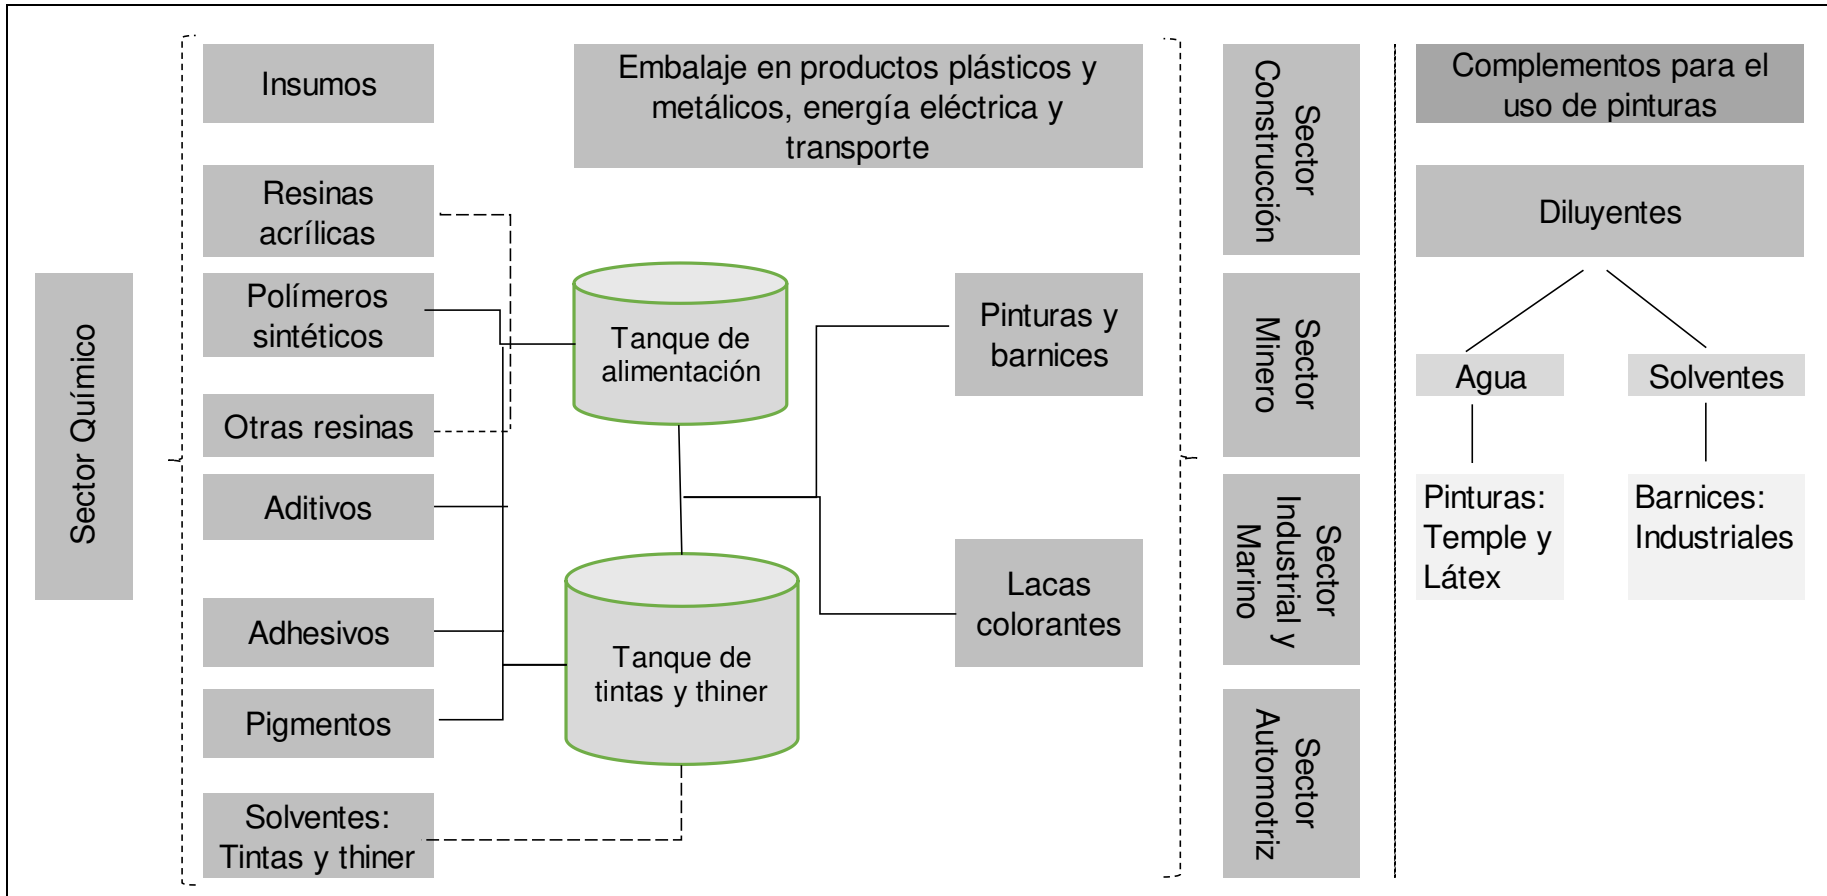 Sector Químico
Insumos
Resinas
acrílicas
Polímeros
sintéticos
Otras resinas
Aditivos
Adhesivos
Pigmentos
Solventes:
Tintas y thiner
Embalaje en productos plásticos y
metálicos, energía eléctrica y
transporte
Tanque de
alimentación
Tanque de
tintas y thiner
Pinturas y
barnices
Lacas
colorantes
Sector
Construcción
Sector
Minero
Sector
Industrial y
Marino
Sector
Automotriz
Complementos para el
uso de pinturas
Diluyentes
Agua
Solventes
Pinturas:
Temple y
Látex
Barnices:
Industriales